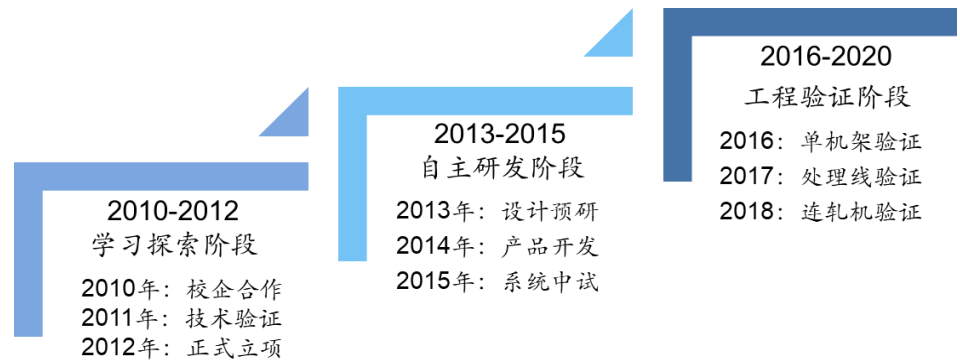 2010-2012
学习探索阶段
2010年：校企合作
2011年：技术验证
2012年：正式立项
2013-2015
自主研发阶段
2013年：设计预研
2014年：产品开发
2015年：系统中试
2016-2020
工程验证阶段
2016：单机架验证
2017：处理线验证
2018：连轧机验证